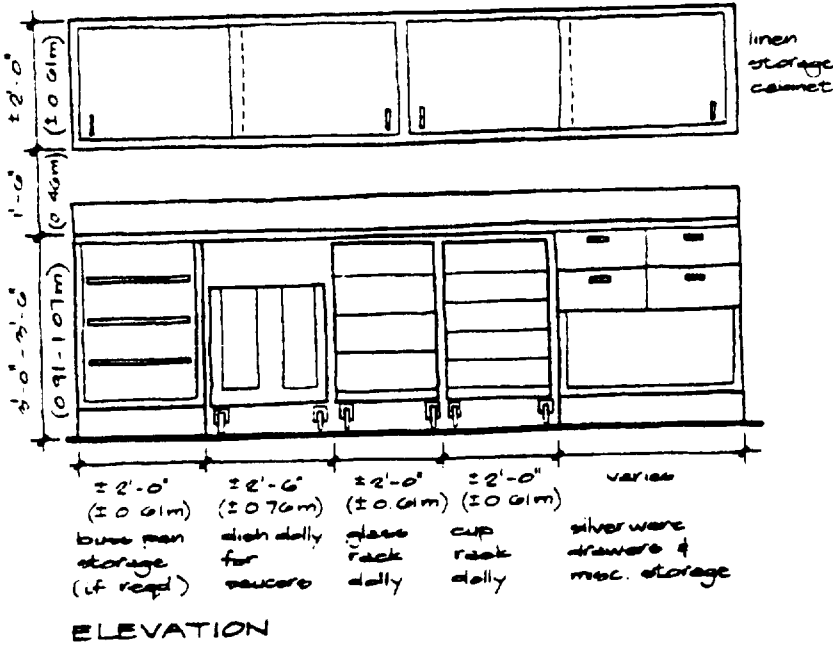 linen
storage
cabinet
±2'-0"
(±0.61m)
1'-6"
(0.46m)
3'-0"-3'-6"
(0.91-1.07m)
±2'-0"
(±0.61m)
buss pan
storage
(if reqd)
±2'-6"
(±0.76m)
dish dolly
for
saucers
±2'-0"
(±0.61m)
glass
rack
dolly
±2'-0"
(±0.61m)
cup
rack
dolly
varies
silverware
drawers &
misc. storage
ELEVATION